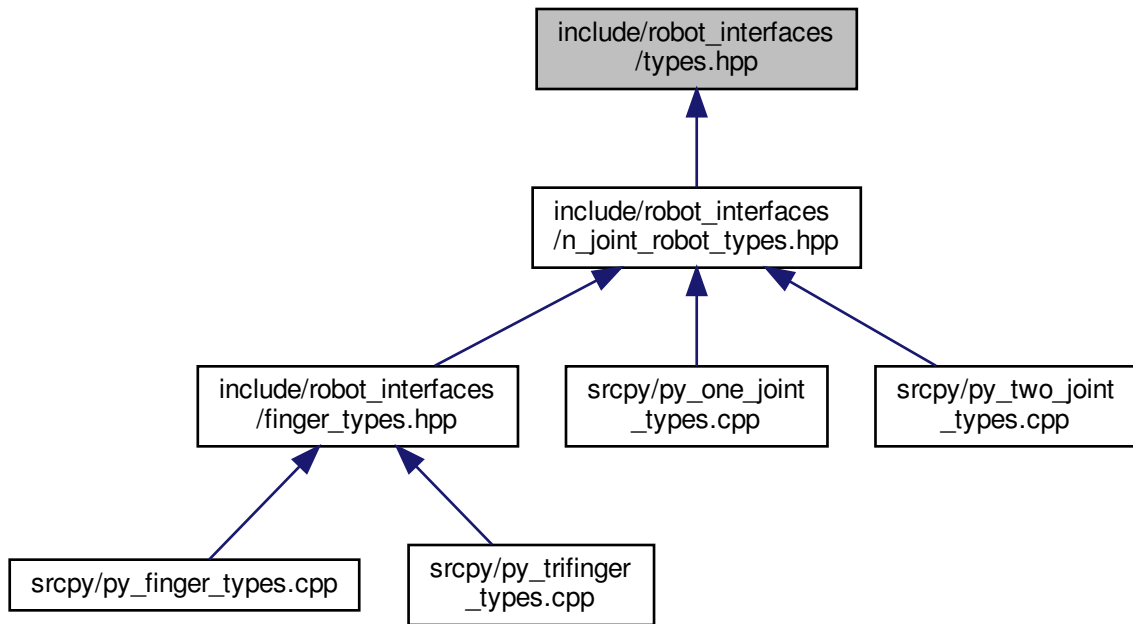 include/robot_interfaces
/types.hpp
include/robot_interfaces
/n_joint_robot_types.hpp
include/robot_interfaces
/finger_types.hpp
srcpy/py_one_joint
_types.cpp
srcpy/py_two_joint
_types.cpp
srcpy/py_finger_types.cpp
srcpy/py_trifinger
_types.cpp